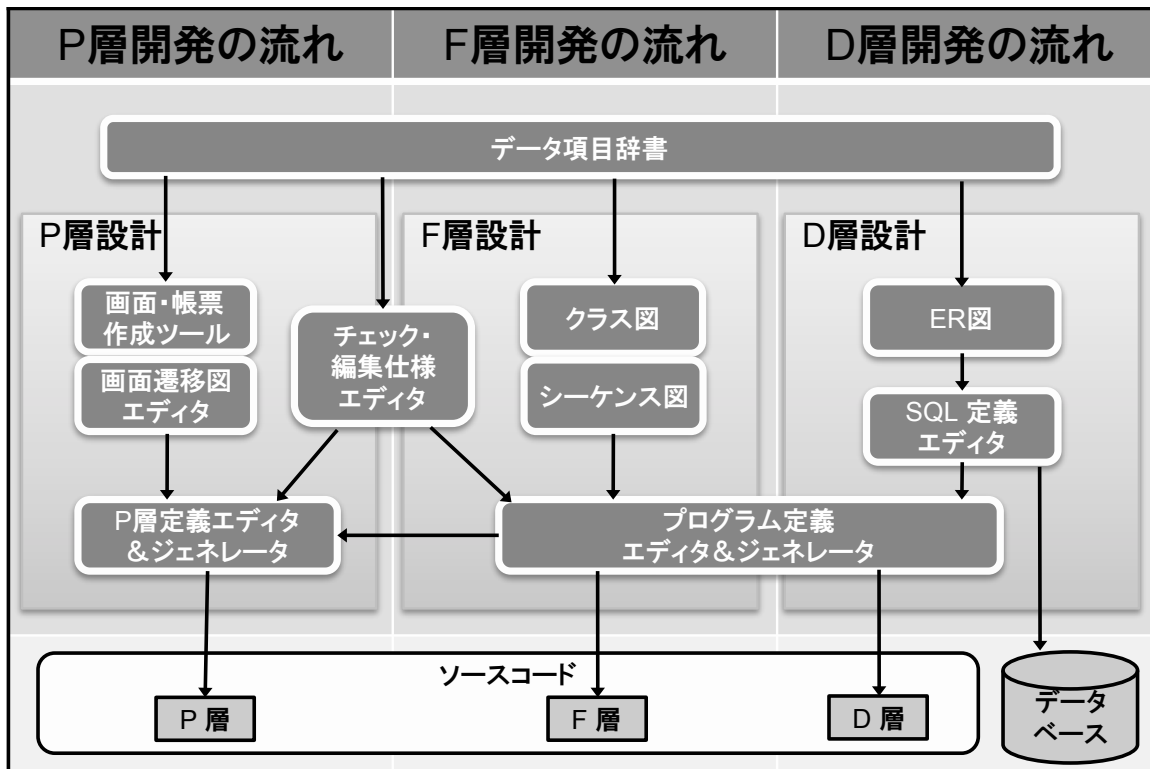 P層開発の流れ
F層開発の流れ
D層開発の流れ
データ項目辞書
P層設計
F層設計
D層設計
画面・帳票
作成ツール
画面遷移図
エディタ
チェック・
編集仕様
エディタ
クラス図
シーケンス図
ER図
SQL 定義
エディタ
P層定義エディタ
&ジェネレータ
プログラム定義
エディタ&ジェネレータ
ソースコード
P 層
F 層
D 層
データ
ベース